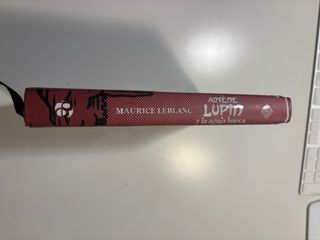 MAURICE LEBLANC
ARSÈNE
LUPIN
y la aguja hueca